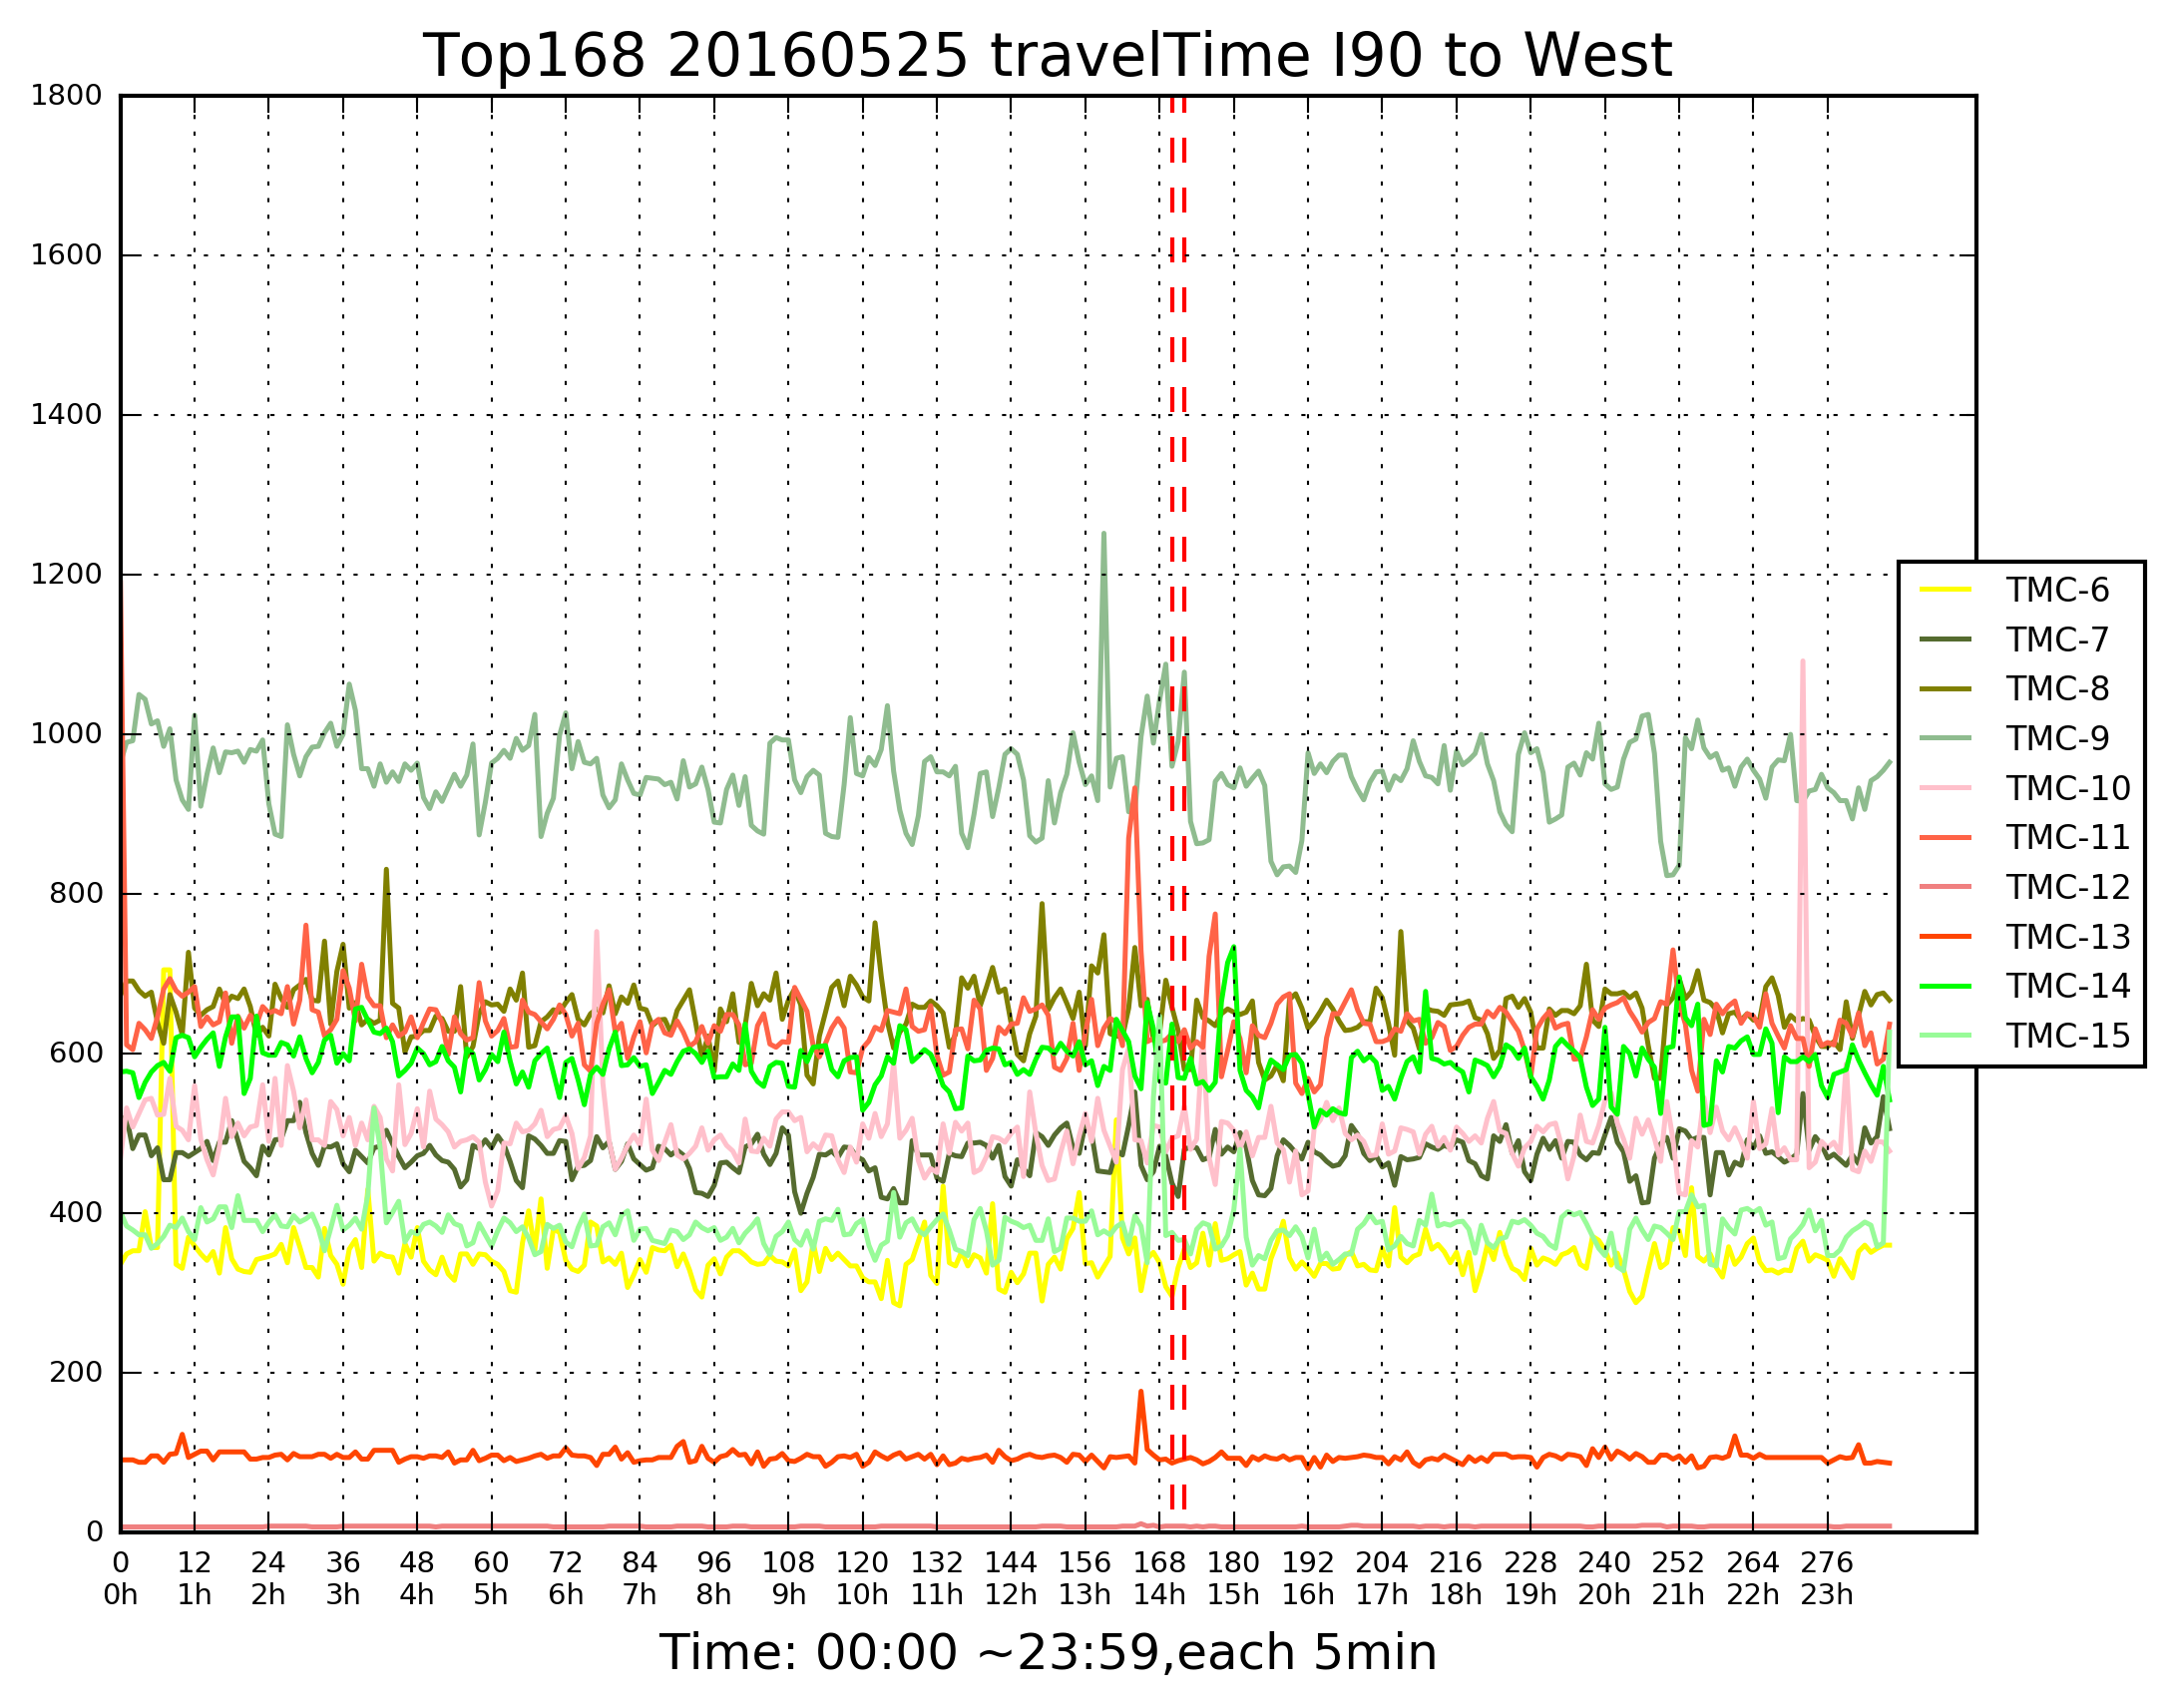 Top168 20160525 travelTime I90 to West
1800
1600
1400
1200
1000
800
600
400
200
0
TMC-6
TMC-7
TMC-8
TMC-9
TMC-10
TMC-11
TMC-12
TMC-13
TMC-14
TMC-15
0 12 24 36 48 60 72 84 96 108 120 132 144 156 168 180 192 204 216 228 240 252 264 276
0h 1h 2h 3h 4h 5h 6h 7h 8h 9h 10h 11h 12h 13h 14h 15h 16h 17h 18h 19h 20h 21h 22h 23h
Time: 00:00 ~23:59,each 5min